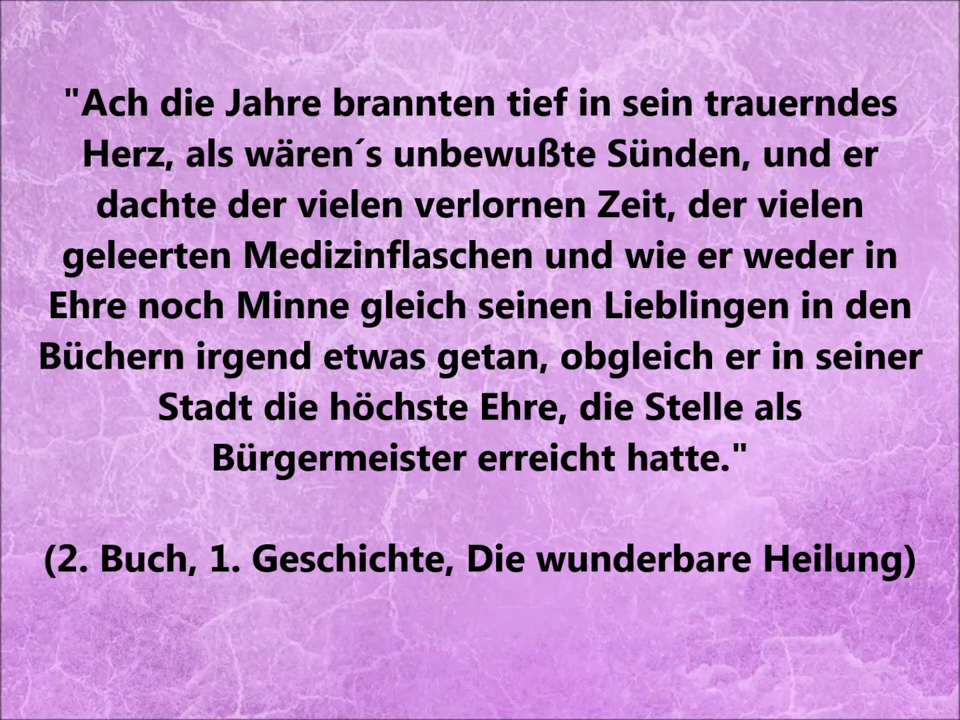 "Ach die Jahre brannten tief in sein trauerndes
Herz, als wären´s unbewußte Sünden, und er
dachte der vielen verlornen Zeit, der vielen
geleerten Medizinflaschen und wie er weder in
Ehre noch Minne gleich seinen Lieblingen in den
Büchern irgend etwas getan, obgleich er in seiner
Stadt die höchste Ehre, die Stelle als
Bürgermeister erreicht hatte."
(2. Buch, 1. Geschichte, Die wunderbare Heilung)